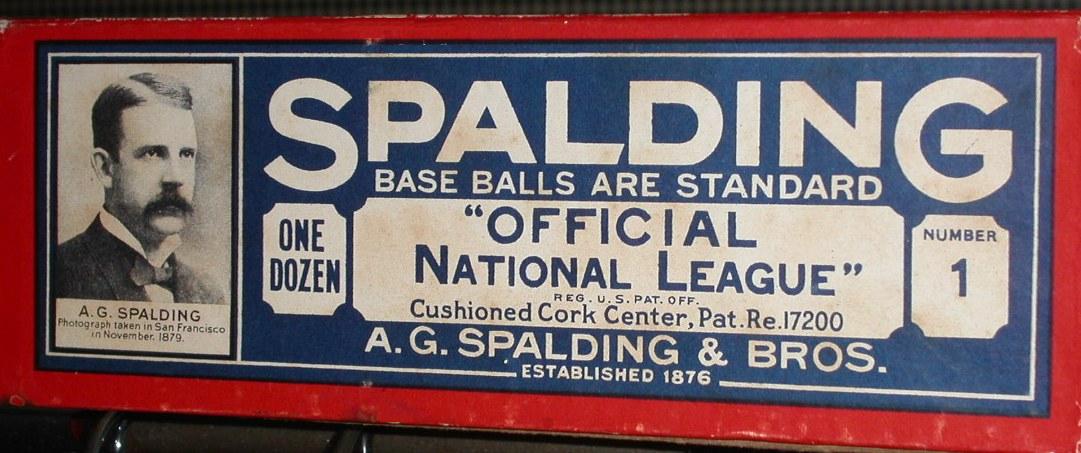 SPALDING
BASE BALLS ARE STANDARD
ONE
DOZEN
"OFFICIAL
NATIONAL LEAGUE"
REG. U.S. PAT. OFF.
Cushioned Cork Center, Pat. Re. 17200
NUMBER
1
A. G. SPALDING & BROS.
ESTABLISHED 1876
A. G. SPALDING
Photograph taken in San Francisco
in November. 1879.